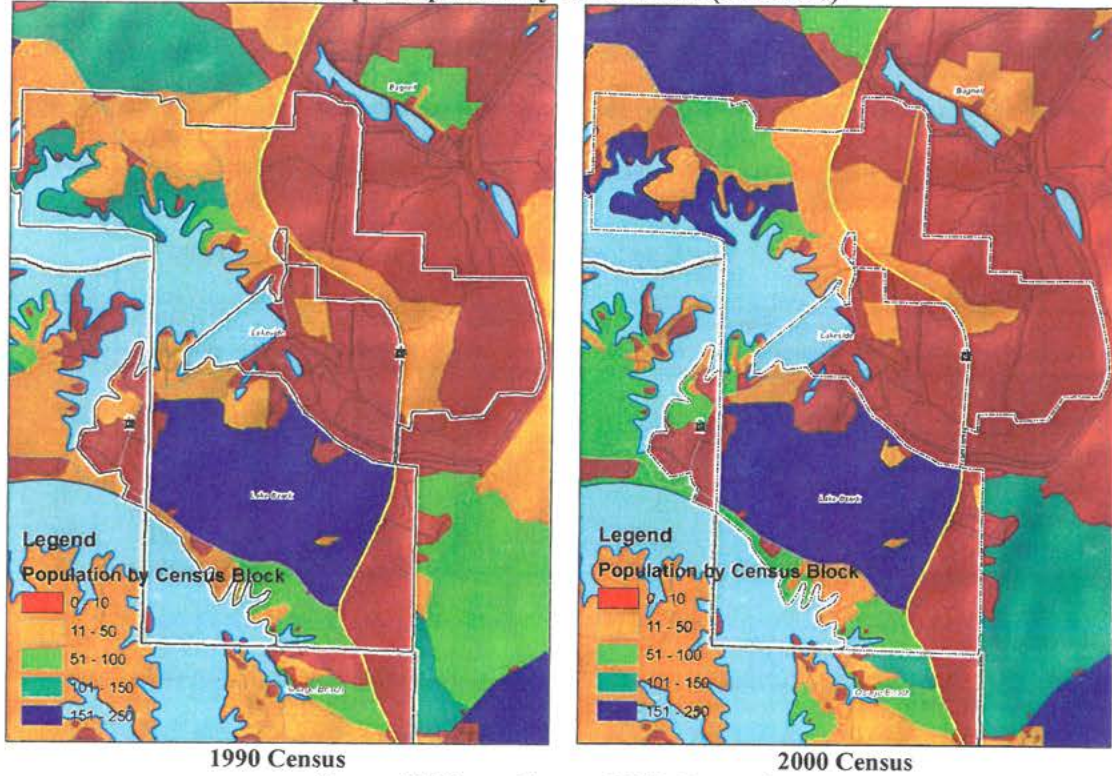 Bagnell
Lakeside
Lake Ozark
Legend
Population by Census Block
0 - 10
11 - 50
51 - 100
101 - 150
151 - 250
1990 Census
Bagnell
Lakeside
Lake Ozark
Legend
Population by Census Block
0 - 10
11 - 50
51 - 100
101 - 150
151 - 250
Osage Beach
2000 Census